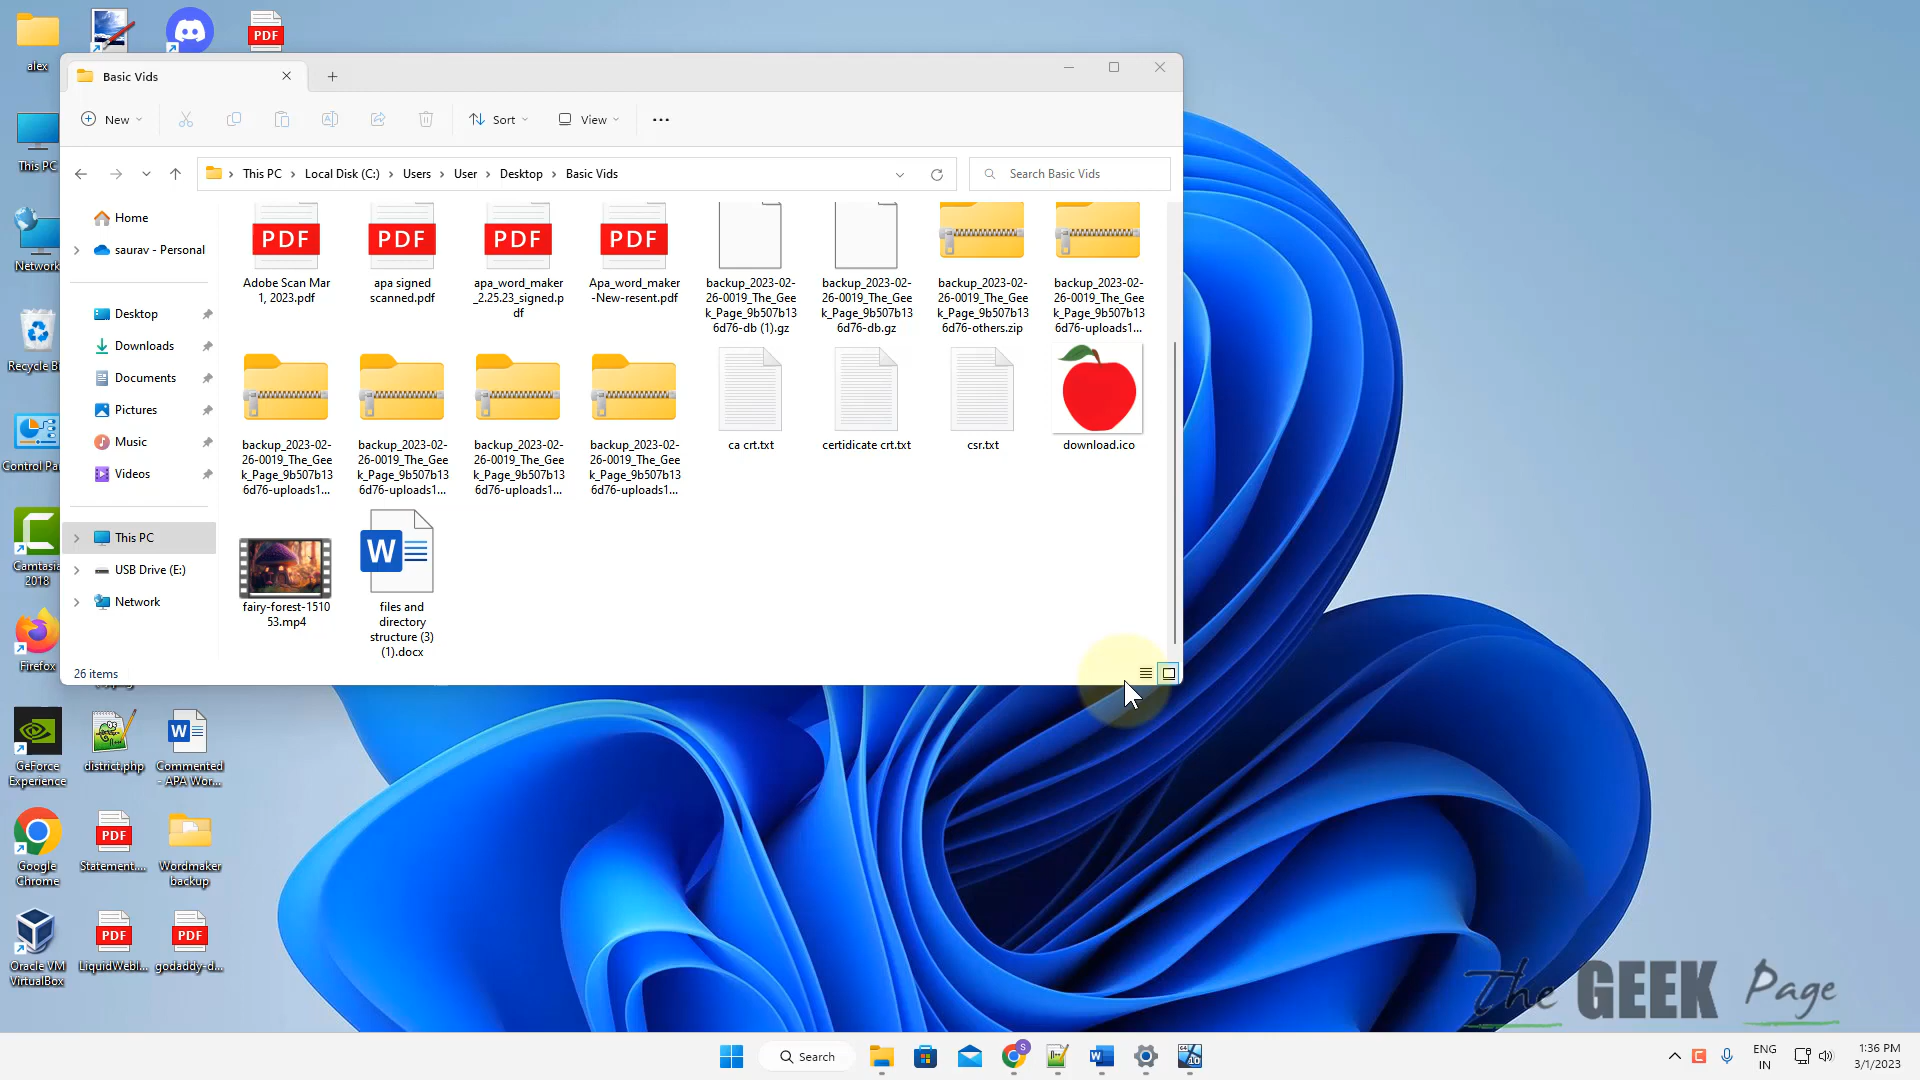 alex
PDF
Basic Vids
New
Sort
View
This PC
Local Disk (C:)
Users
User
Desktop
Basic Vids
Search Basic Vids
Home
saurav - Personal
Desktop
Downloads
Documents
Pictures
Music
Videos
This PC
USB Drive (E:)
Network
PDF
Adobe Scan Mar
1, 2023.pdf
PDF
apa signed
scanned.pdf
PDF
apa_word_maker
_2.25.23_signed.p
df
PDF
Apa_word_maker
-New-resent.pdf
backup_2023-02-
26-0019_The_Gee
k_Page_9b507b13
6d76-db (1).gz
backup_2023-02-
26-0019_The_Gee
k_Page_9b507b13
6d76-db.gz
backup_2023-02-
26-0019_The_Gee
k_Page_9b507b13
6d76-others.zip
backup_2023-02-
26-0019_The_Gee
k_Page_9b507b13
6d76-uploads1...
backup_2023-02-
26-0019_The_Gee
k_Page_9b507b13
6d76-uploads1...
backup_2023-02-
26-0019_The_Gee
k_Page_9b507b13
6d76-uploads1...
backup_2023-02-
26-0019_The_Gee
k_Page_9b507b13
6d76-uploads1...
backup_2023-02-
26-0019_The_Gee
k_Page_9b507b13
6d76-uploads1...
ca crt.txt
certidicate crt.txt
csr.txt
download.ico
fairy-forest-1510
53.mp4
W
files and
directory
structure (3)
(1).docx
26 items
This PC
Network
Recycle Bi
Control Pa
Camtasia
2018
Firefox
GeForce
Experience
district.php
W
Commented
- APA Wor...
Google
Chrome
PDF
Statement....
Wordmaker
backup
Oracle VM
VirtualBox
PDF
LiquidWebI...
PDF
godaddy-d...
The GEEK Page
Search
ENG
IN
1:36 PM
3/1/2023